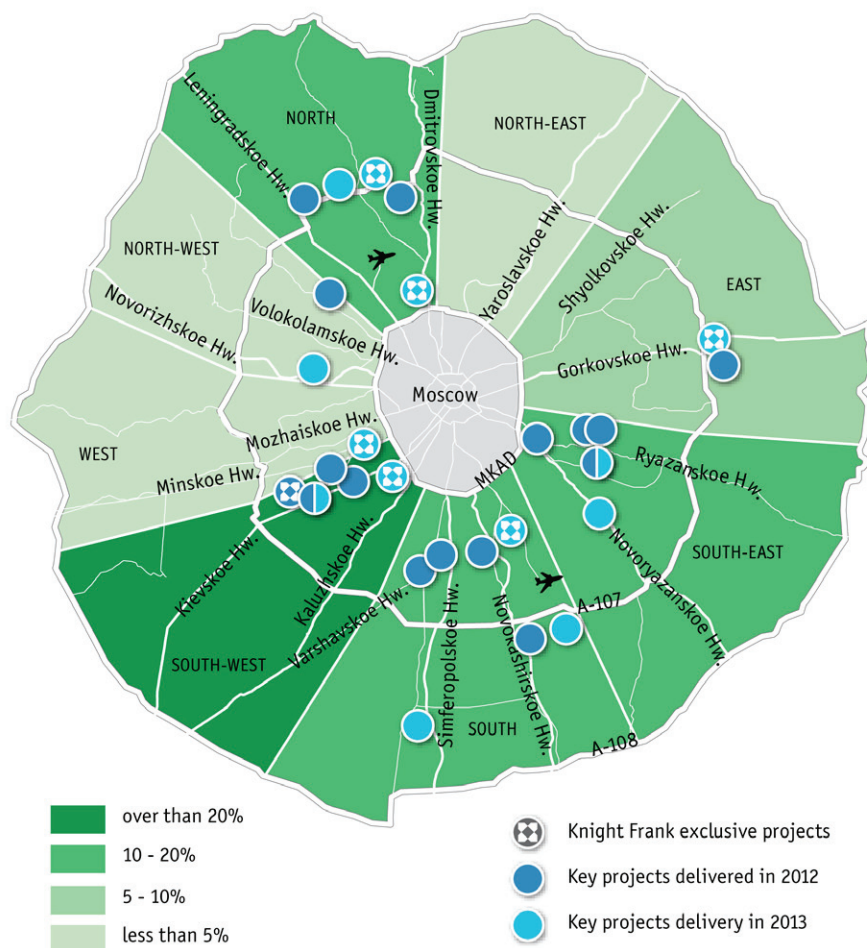 NORTH
Leningradskoe Hw.
Dmitrovskoe Hw.
NORTH-EAST
Yaroslavskoe Hw.
Shyolkovskoe Hw.
EAST
NORTH-WEST
Novorizhskoe Hw.
Volokolamskoe Hw.
Gorkovskoe Hw.
Moscow
Mozhaiskoe Hw.
WEST
Minskoe Hw.
MKAD
Ryazanskoe Hw.
SOUTH-EAST
Kievskoe Hw.
Kaluzhskoe Hw.
Varshavskoe Hw.
Simferopolskoe Hw.
Novokashirskoe Hw.
Novoryazanskoe Hw.
A-107
SOUTH-WEST
SOUTH
A-108
over than 20%
10 - 20%
5 - 10%
less than 5%
Knight Frank exclusive projects
Key projects delivered in 2012
Key projects delivery in 2013